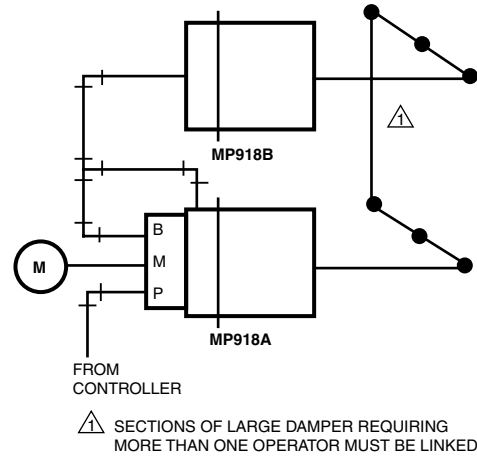 1
MP918B
B
M
M
P
MP918A
FROM
CONTROLLER
1 SECTIONS OF LARGE DAMPER REQUIRING
MORE THAN ONE OPERATOR MUST BE LINKED